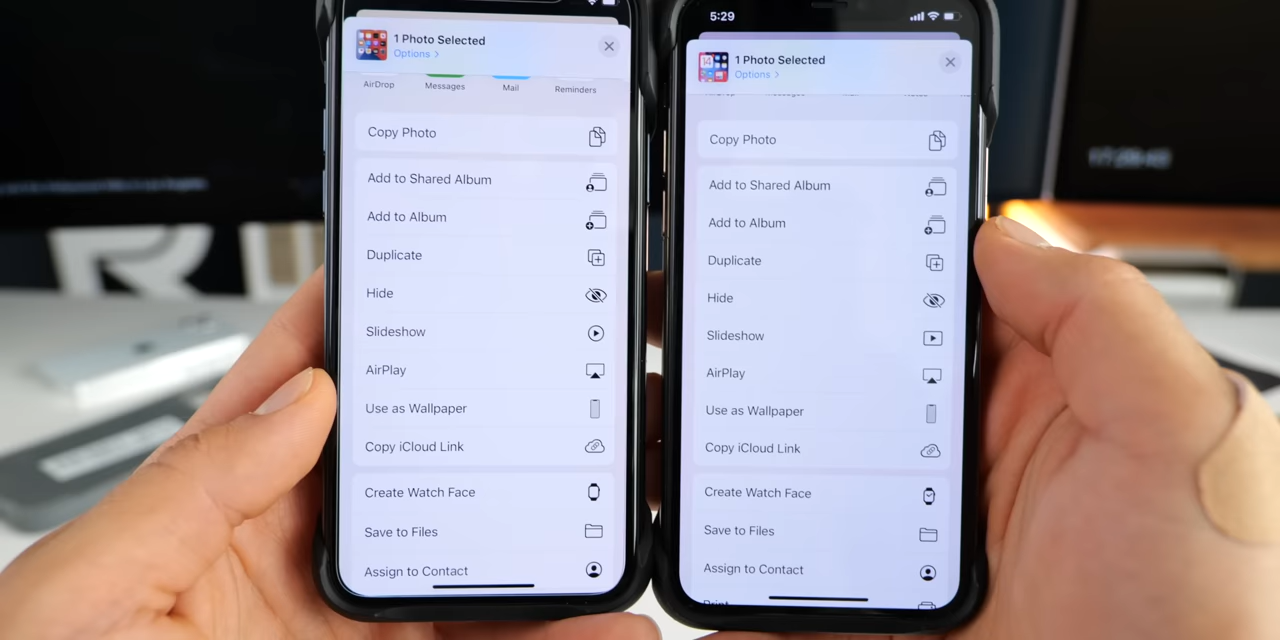 1 Photo Selected
Options >
AirDrop
Messages
Mail
Reminders
Copy Photo
Add to Shared Album
Add to Album
Duplicate
Hide
Slideshow
AirPlay
Use as Wallpaper
Copy iCloud Link
Create Watch Face
Save to Files
Assign to Contact
5:29
1 Photo Selected
Options >
Copy Photo
Add to Shared Album
Add to Album
Duplicate
Hide
Slideshow
AirPlay
Use as Wallpaper
Copy iCloud Link
Create Watch Face
Save to Files
Assign to Contact
Print